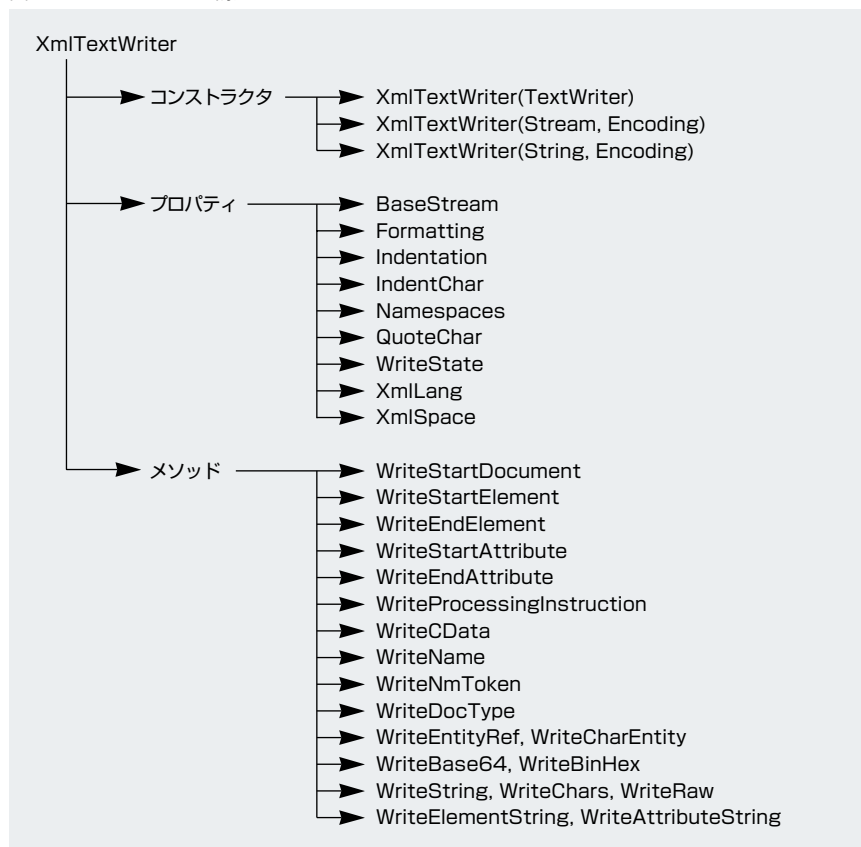 XmlTextWriter
コンストラクタ XmlTextWriter(TextWriter)
XmlTextWriter(Stream, Encoding)
XmlTextWriter(String, Encoding)
プロパティ BaseStream
Formatting
Indentation
IndentChar
Namespaces
QuoteChar
WriteState
XmlLang
XmlSpace
メソッド WriteStartDocument
WriteStartElement
WriteEndElement
WriteStartAttribute
WriteEndAttribute
WriteProcessingInstruction
WriteCData
WriteName
WriteNmToken
WriteDocType
WriteEntityRef, WriteCharEntity
WriteBase64, WriteBinHex
WriteString, WriteChars, WriteRaw
WriteElementString, WriteAttributeString